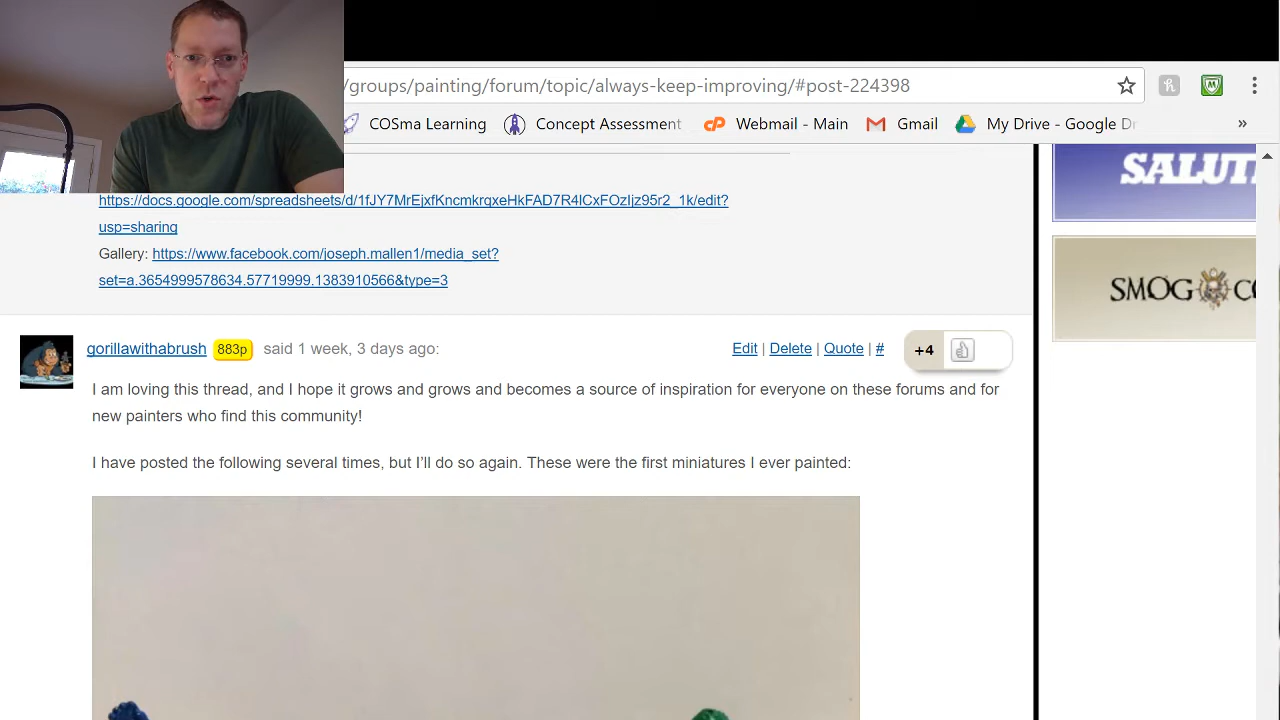 /groups/painting/forum/topic/always-keep-improving/#post-224398
COSma Learning Concept Assessment Webmail - Main Gmail My Drive - Google Dr »
https://docs.google.com/spreadsheets/d/1fJY7MrEjxfKncmkrqxeHkFAD7R4lCxFOzIjz95r2_1k/edit?
usp=sharing
Gallery: https://www.facebook.com/joseph.mallen1/media_set?
set=a.3654999578634.57719999.1383910566&type=3
SALUT
SMOG CO
gorillawithabrush 883p said 1 week, 3 days ago: Edit | Delete | Quote | # +4
I am loving this thread, and I hope it grows and grows and becomes a source of inspiration for everyone on these forums and for
new painters who find this community!
I have posted the following several times, but I'll do so again. These were the first miniatures I ever painted: